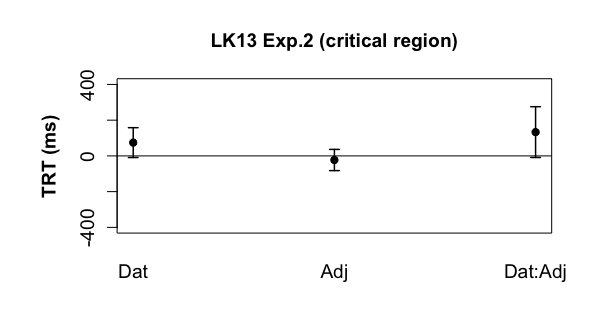 LK13 Exp.2 (critical region)
TRT (ms)
400
0
-400
Dat
Adj
Dat:Adj